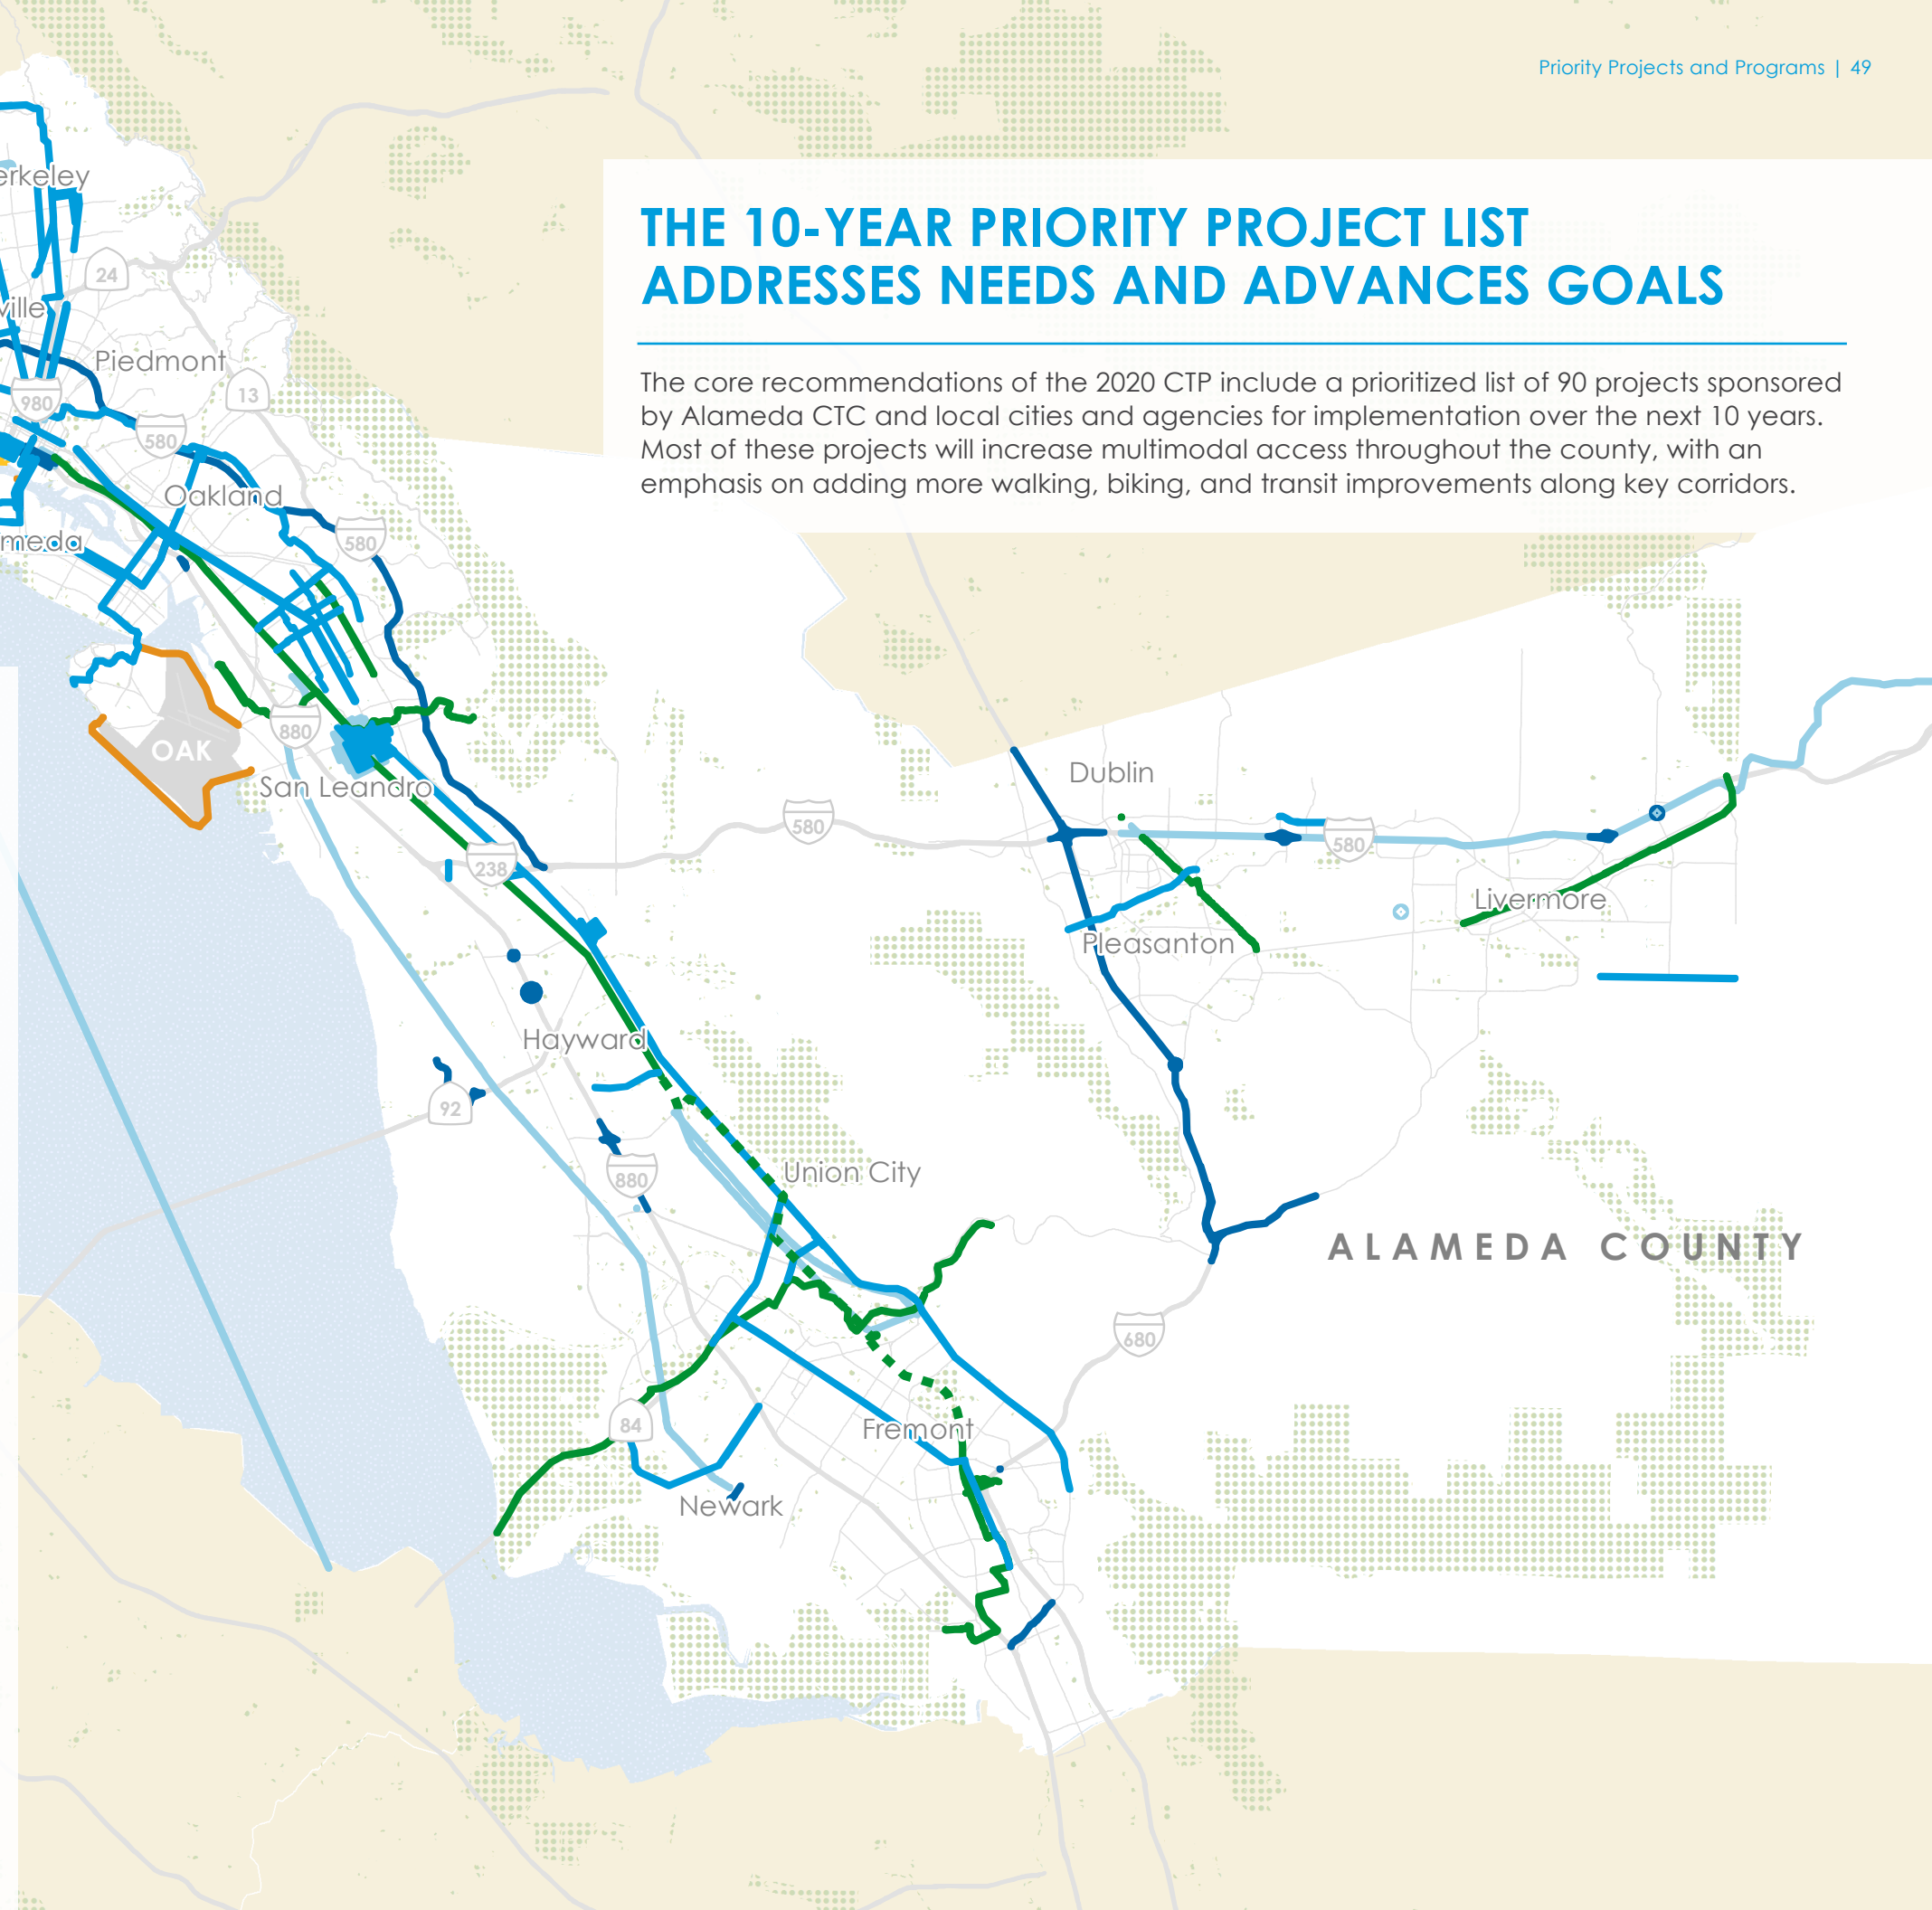 Priority Projects and Programs | 49
THE 10-YEAR PRIORITY PROJECT LIST
ADDRESSES NEEDS AND ADVANCES GOALS
The core recommendations of the 2020 CTP include a prioritized list of 90 projects sponsored
by Alameda CTC and local cities and agencies for implementation over the next 10 years.
Most of these projects will increase multimodal access throughout the county, with an
emphasis on adding more walking, biking, and transit improvements along key corridors.
erkeley
24
ville
Piedmont
13
980
580
Oakland
580
meda
880
OAK
San Leandro
Dublin
580
580
238
Livermore
Pleasanton
Hayward
92
Union City
880
ALAMEDA COUNTY
680
84
Fremont
Newark